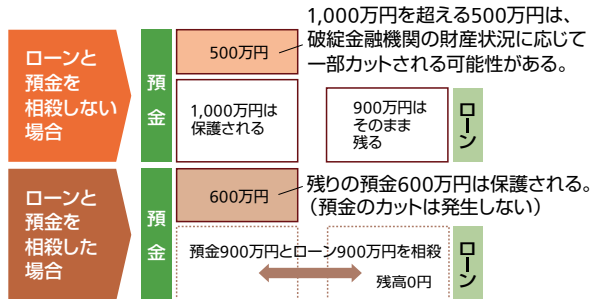 1,000万円を超える500万円は、
破綻金融機関の財産状況に応じて
一部カットされる可能性がある。
ローンと
預金を
相殺しない
場合
預金
500万円
1,000万円は
保護される
900万円は
そのまま
残る
ローン
ローンと
預金を
相殺した
場合
預金
600万円
残りの預金600万円は保護される。
（預金のカットは発生しない）
預金900万円とローン900万円を相殺
残高0円
ローン